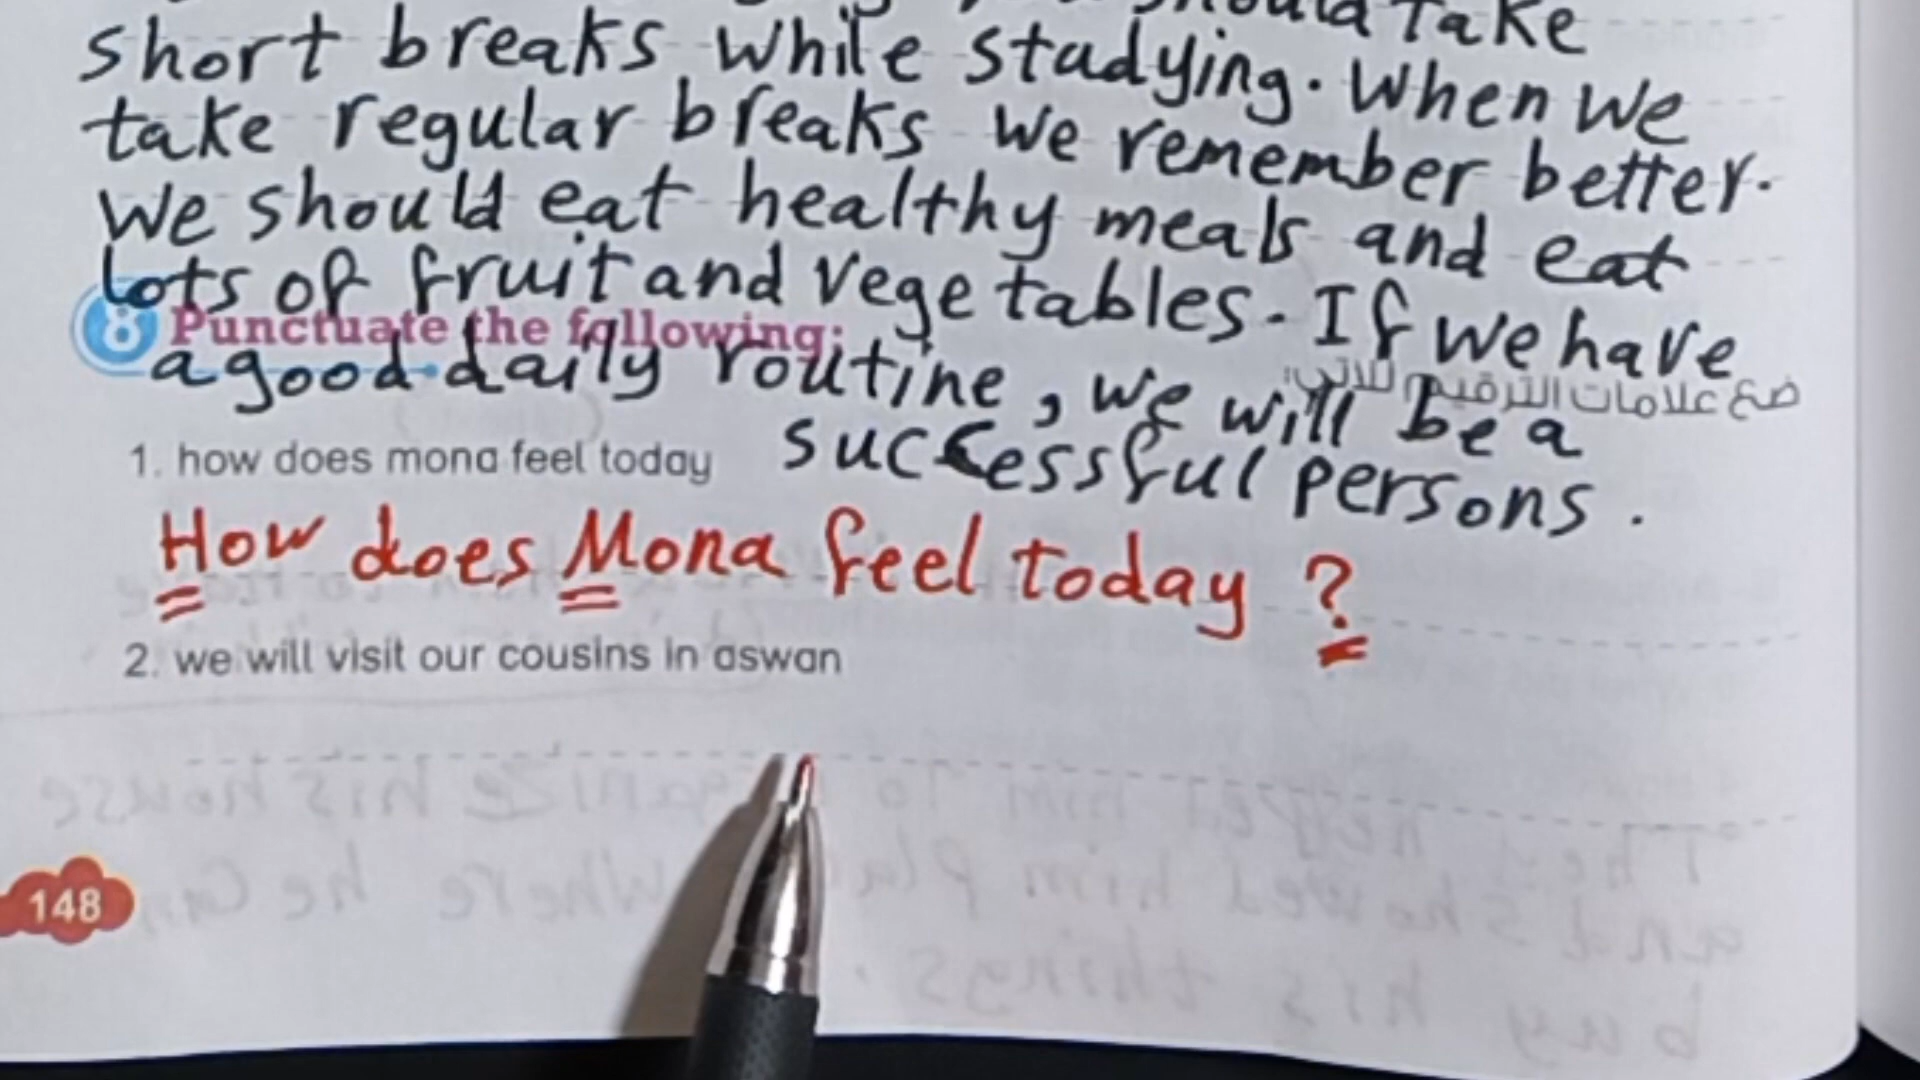 should take
short breaks while studying. When we
take regular breaks we remember better.
We should eat healthy meals and eat
lots of fruit and vegetables. If we have
8 Punctuate the following:
ضع علامات الترقيم للآتي:
a good daily routine, we will be a
successful persons.
1. how does mona feel today
How does Mona feel today ?
2. we will visit our cousins in aswan
148